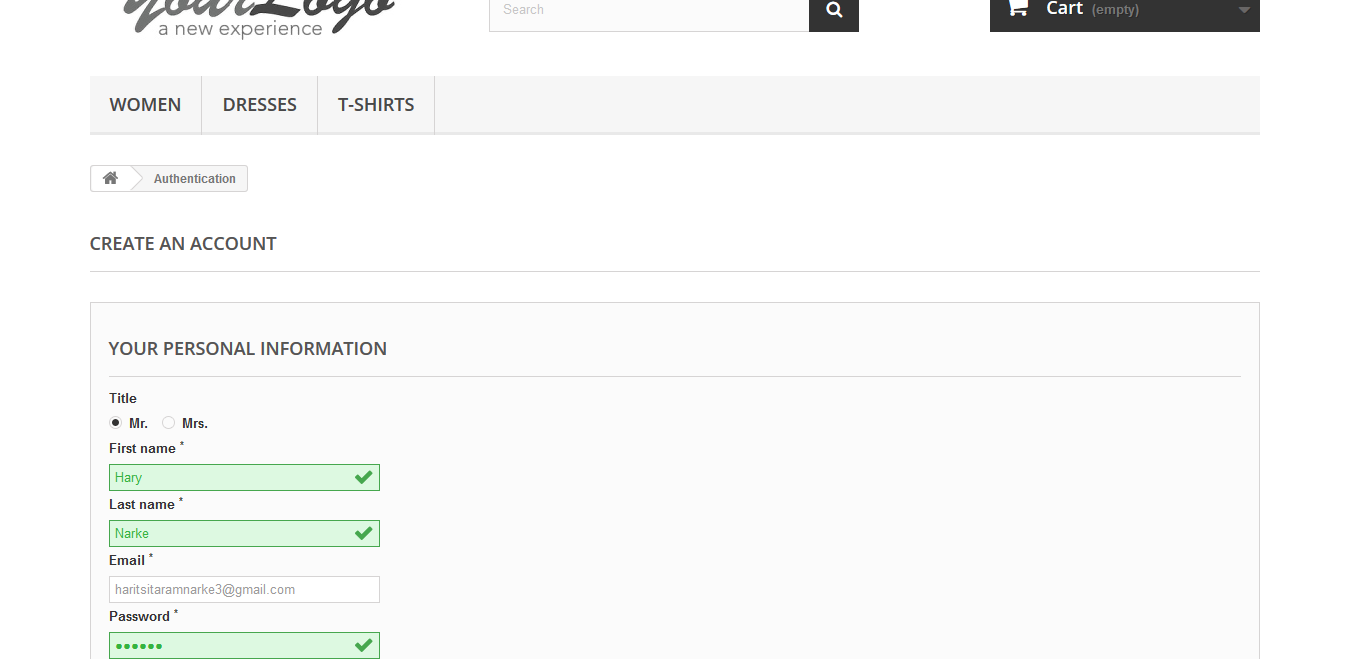 yourLogo
a new experience
Search
Cart (empty)
WOMEN
DRESSES
T-SHIRTS
Authentication
CREATE AN ACCOUNT
YOUR PERSONAL INFORMATION
Title
Mr.
Mrs.
First name *
Hary
Last name *
Narke
Email *
haritsitaramnarke3@gmail.com
Password *
••••••